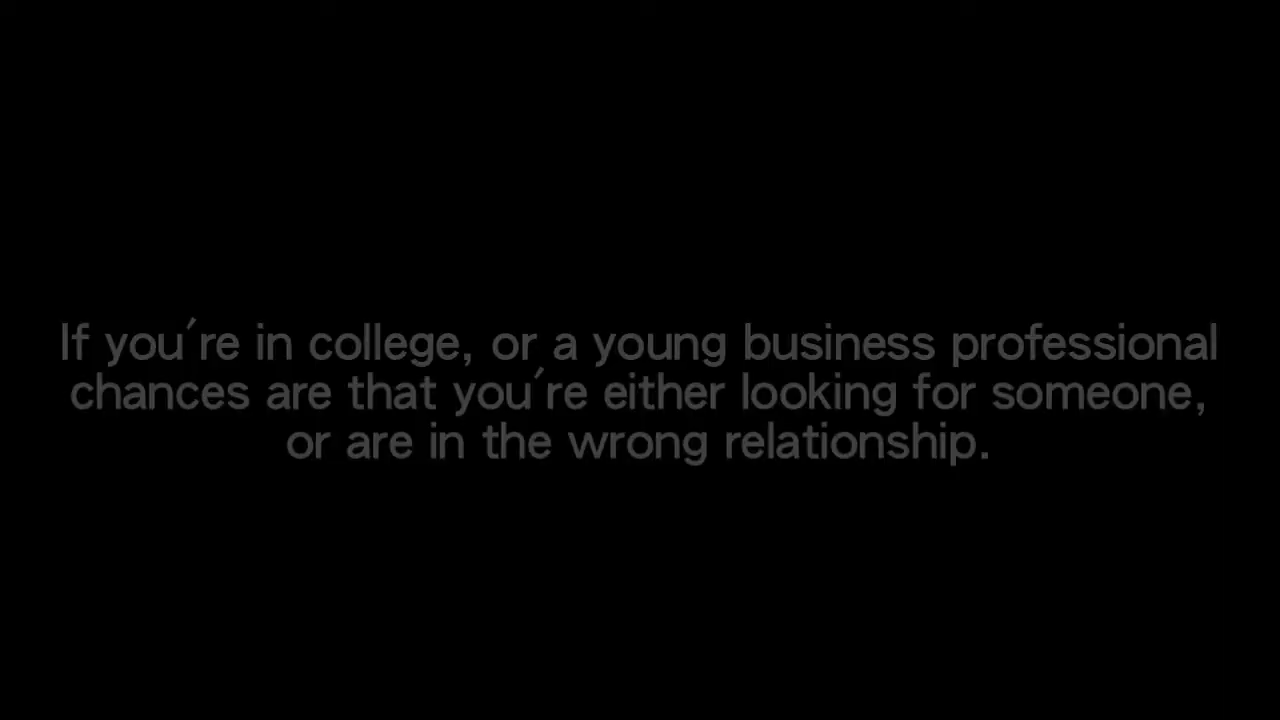 If you're in college, or a young business professional
chances are that you're either looking for someone,
or are in the wrong relationship.